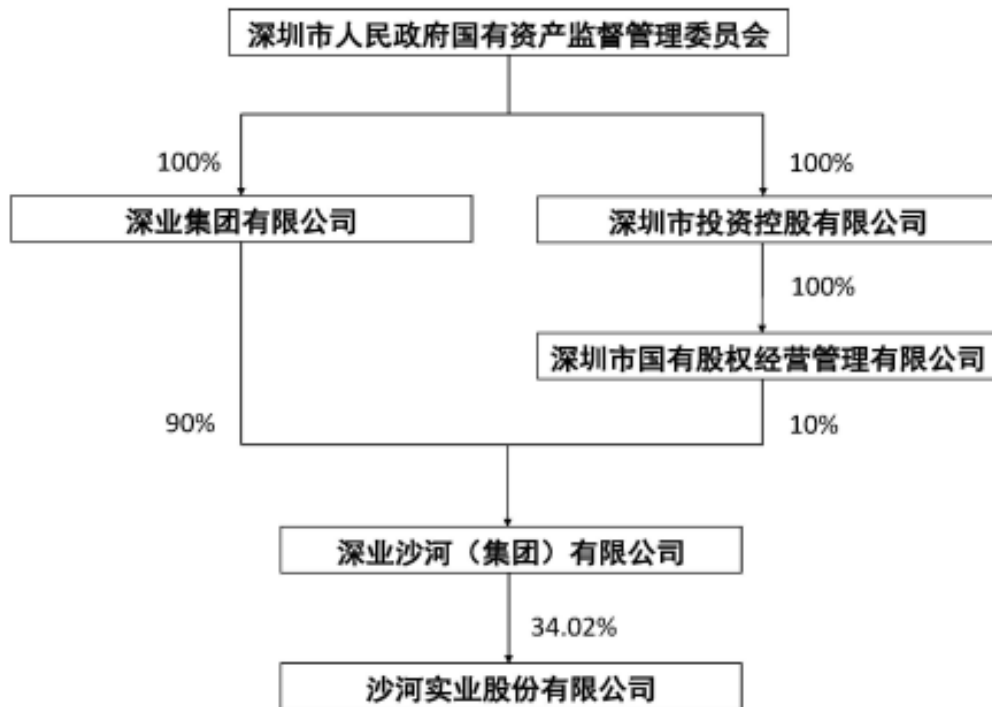 深圳市人民政府国有资产监督管理委员会
100%
100%
深业集团有限公司
深圳市投资控股有限公司
100%
深圳市国有股权经营管理有限公司
90%
10%
深业沙河（集团）有限公司
34.02%
沙河实业股份有限公司